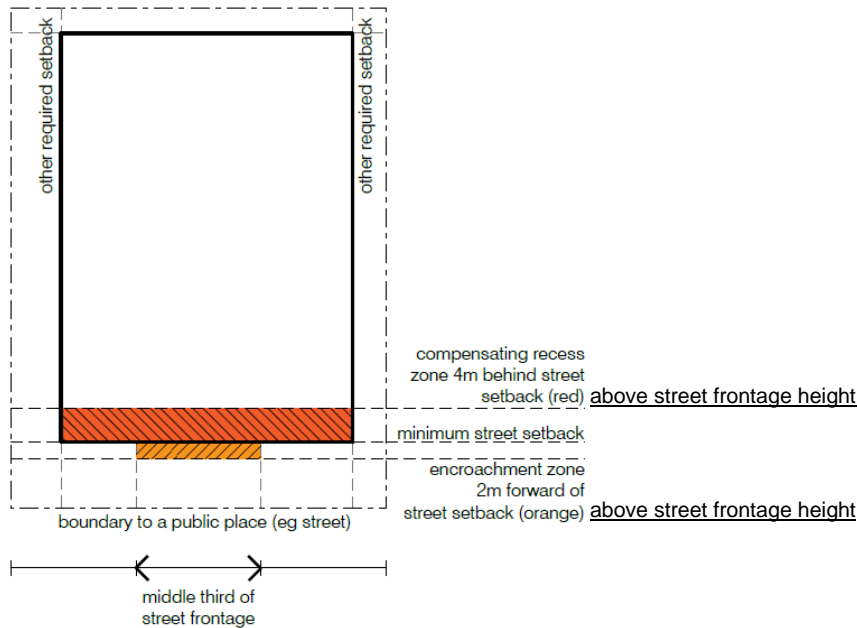 other required setback
other required setback
compensating recess
zone 4m behind street
setback (red) above street frontage height
minimum street setback
encroachment zone
2m forward of
street setback (orange) above street frontage height
boundary to a public place (eg street)
middle third of
street frontage